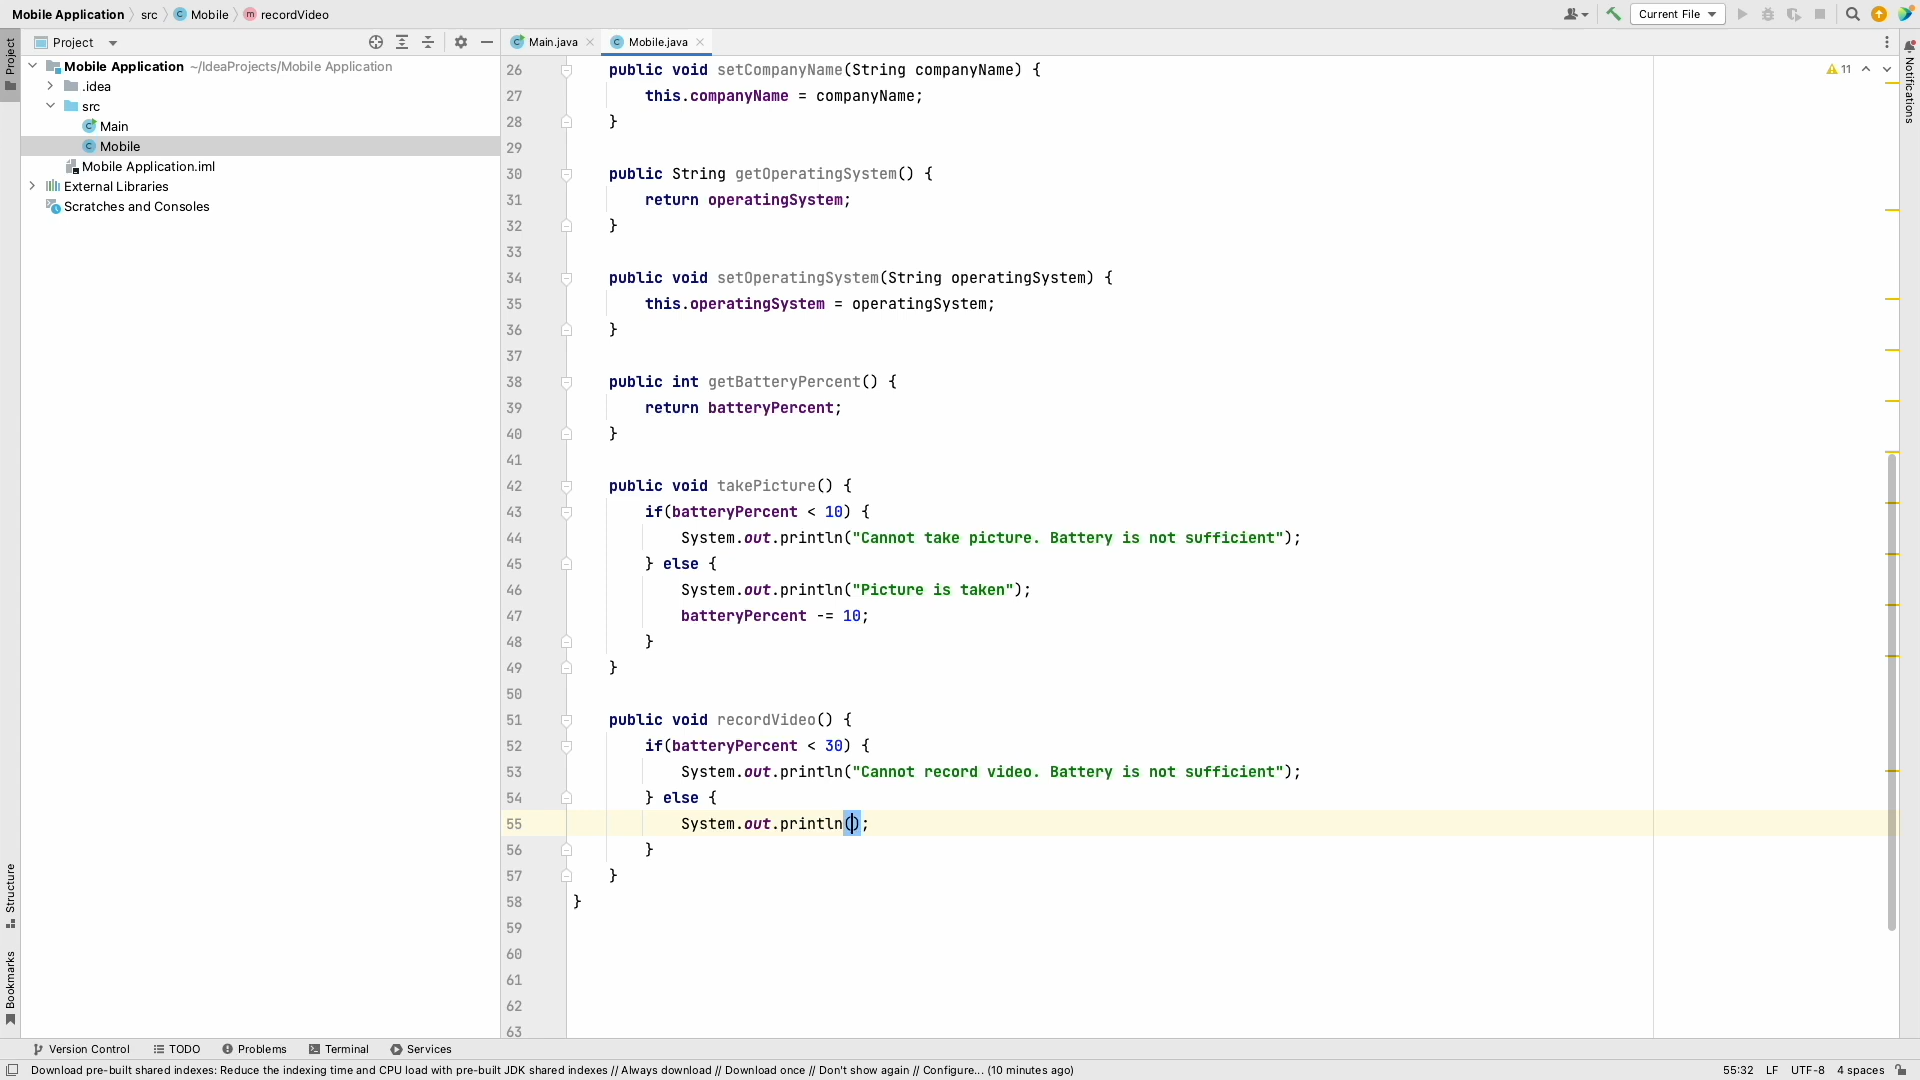 Mobile Application src Mobile recordVideo Current File
Project
Main.java Mobile.java
Mobile Application ~/IdeaProjects/Mobile Application
.idea
src
Main
Mobile
Mobile Application.iml
External Libraries
Scratches and Consoles
Project
Structure
Bookmarks
26 public void setCompanyName(String companyName) {
27 this.companyName = companyName;
28 }
29
30 public String getOperatingSystem() {
31 return operatingSystem;
32 }
33
34 public void setOperatingSystem(String operatingSystem) {
35 this.operatingSystem = operatingSystem;
36 }
37
38 public int getBatteryPercent() {
39 return batteryPercent;
40 }
41
42 public void takePicture() {
43 if(batteryPercent < 10) {
44 System.out.println("Cannot take picture. Battery is not sufficient");
45 } else {
46 System.out.println("Picture is taken");
47 batteryPercent -= 10;
48 }
49 }
50
51 public void recordVideo() {
52 if(batteryPercent < 30) {
53 System.out.println("Cannot record video. Battery is not sufficient");
54 } else {
55 System.out.println();
56 }
57 }
58 }
59
60
61
62
63
11
Notifications
Version Control TODO Problems Terminal Services
Download pre-built shared indexes: Reduce the indexing time and CPU load with pre-built JDK shared indexes // Always download // Download once // Don't show again // Configure... (10 minutes ago) 55:32 LF UTF-8 4 spaces